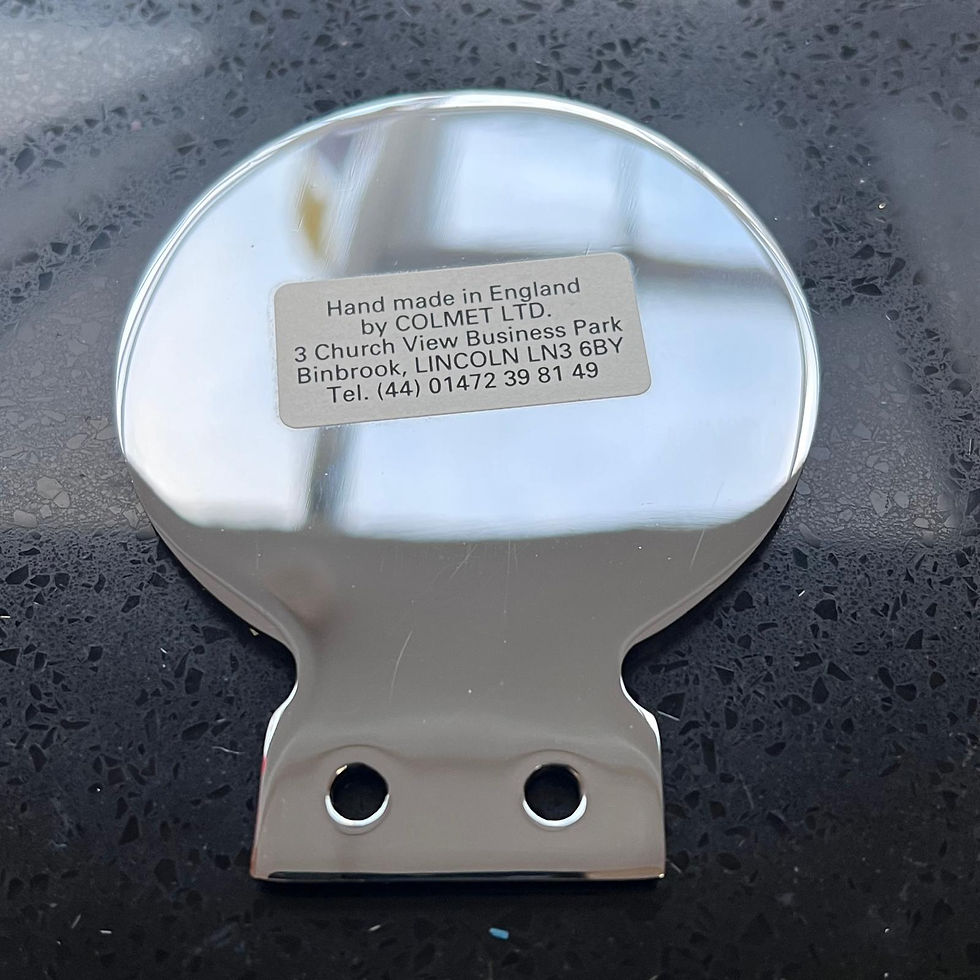 Hand made in England
by COLMET LTD.
3 Church View Business Park
Binbrook, LINCOLN LN3 6BY
Tel. (44) 01472 39 81 49